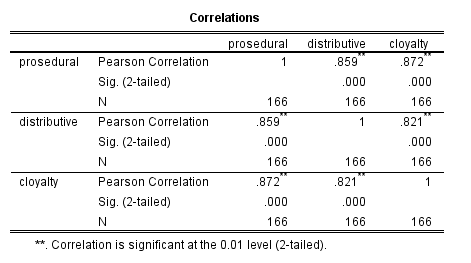 Correlations
prosedural distributive cloyalty
prosedural Pearson Correlation 1 .859** .872**
Sig. (2-tailed) .000 .000
N 166 166 166
distributive Pearson Correlation .859** 1 .821**
Sig. (2-tailed) .000 .000
N 166 166 166
cloyalty Pearson Correlation .872** .821** 1
Sig. (2-tailed) .000 .000
N 166 166 166
**. Correlation is significant at the 0.01 level (2-tailed).